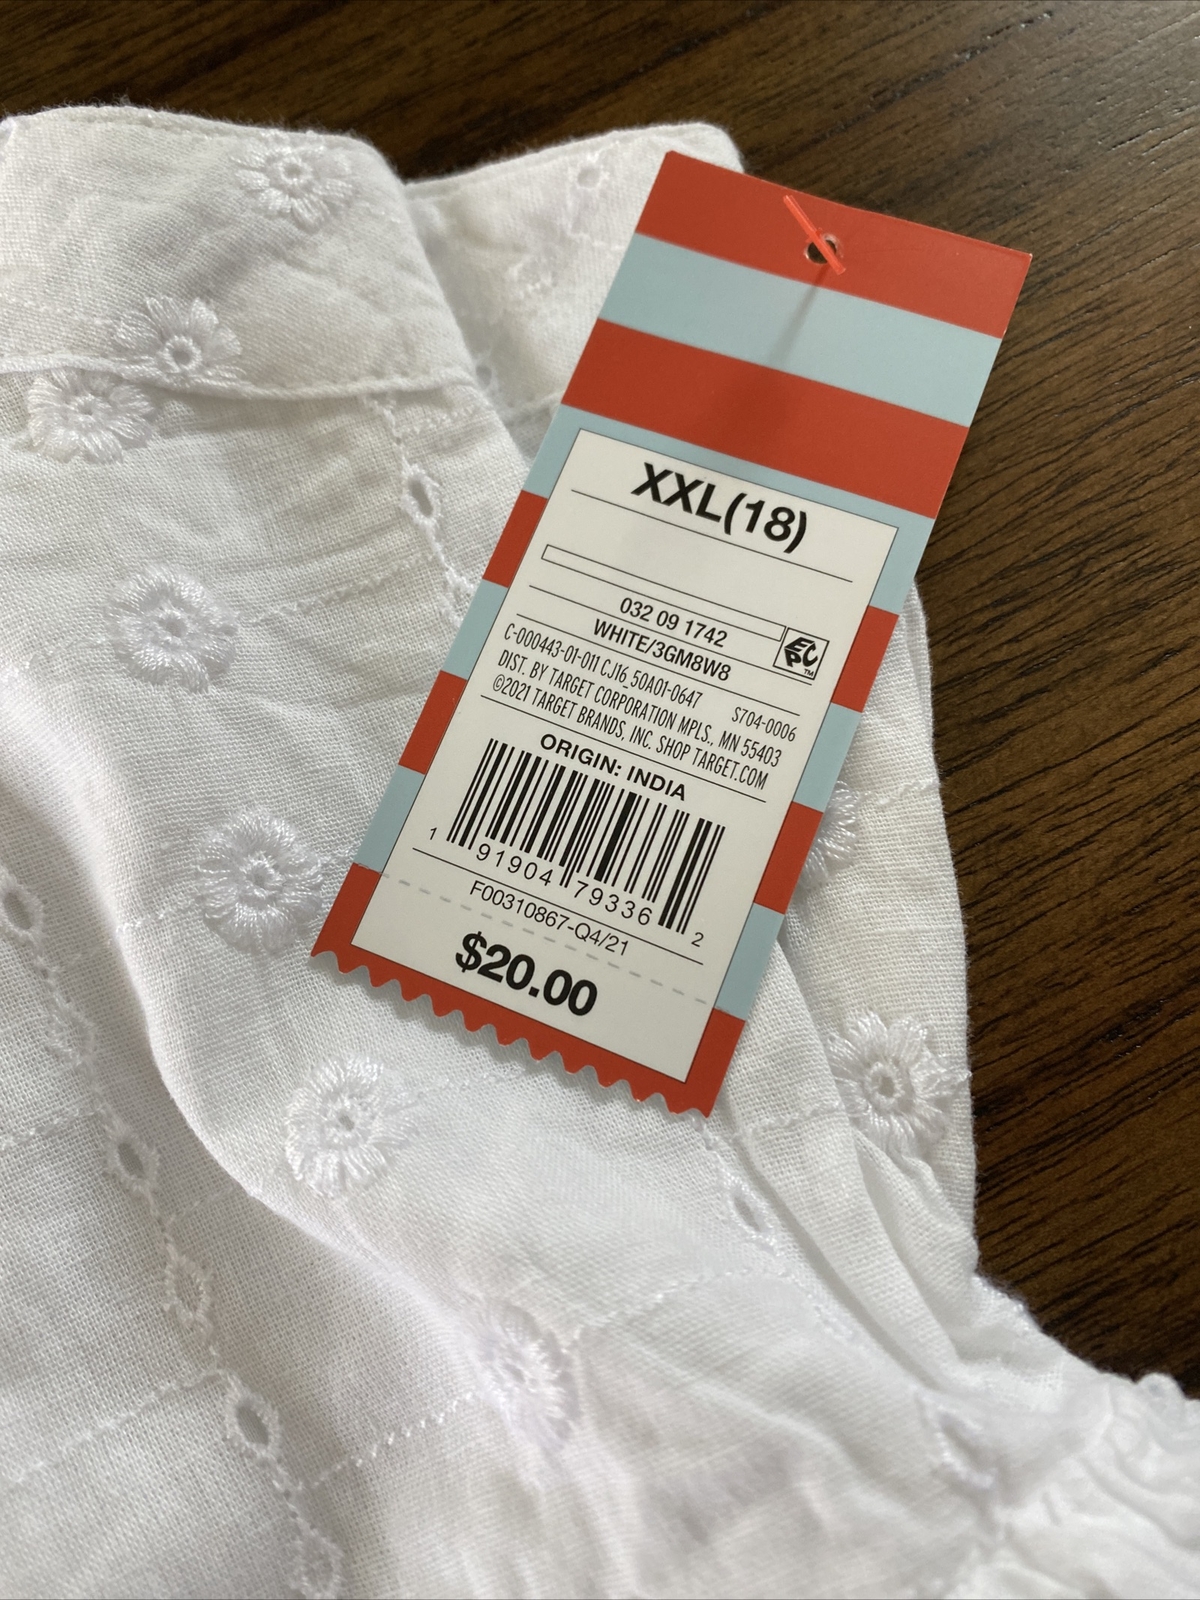 XXL(18)
032 09 1742
WHITE/3GM8W8
EPC™
C-000443-01-011 CJ16_50A01-0647 S704-0006
DIST. BY TARGET CORPORATION MPLS., MN 55403
©2021 TARGET BRANDS, INC. SHOP TARGET.COM
ORIGIN: INDIA
1 91904 79336 2
F00310867-Q4/21
$20.00